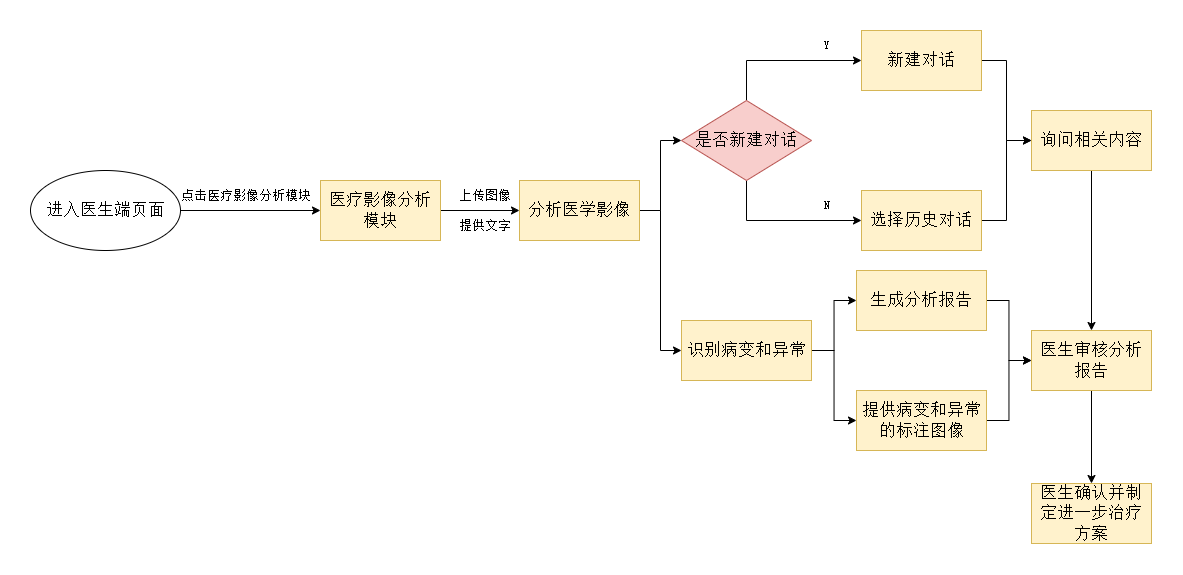 进入医生端页面
点击医疗影像分析模块
医疗影像分析
模块
上传图像
提供文字
分析医学影像
是否新建对话
Y
新建对话
N
选择历史对话
询问相关内容
识别病变和异常
生成分析报告
提供病变和异常
的标注图像
医生审核分析
报告
医生确认并制
定进一步治疗
方案